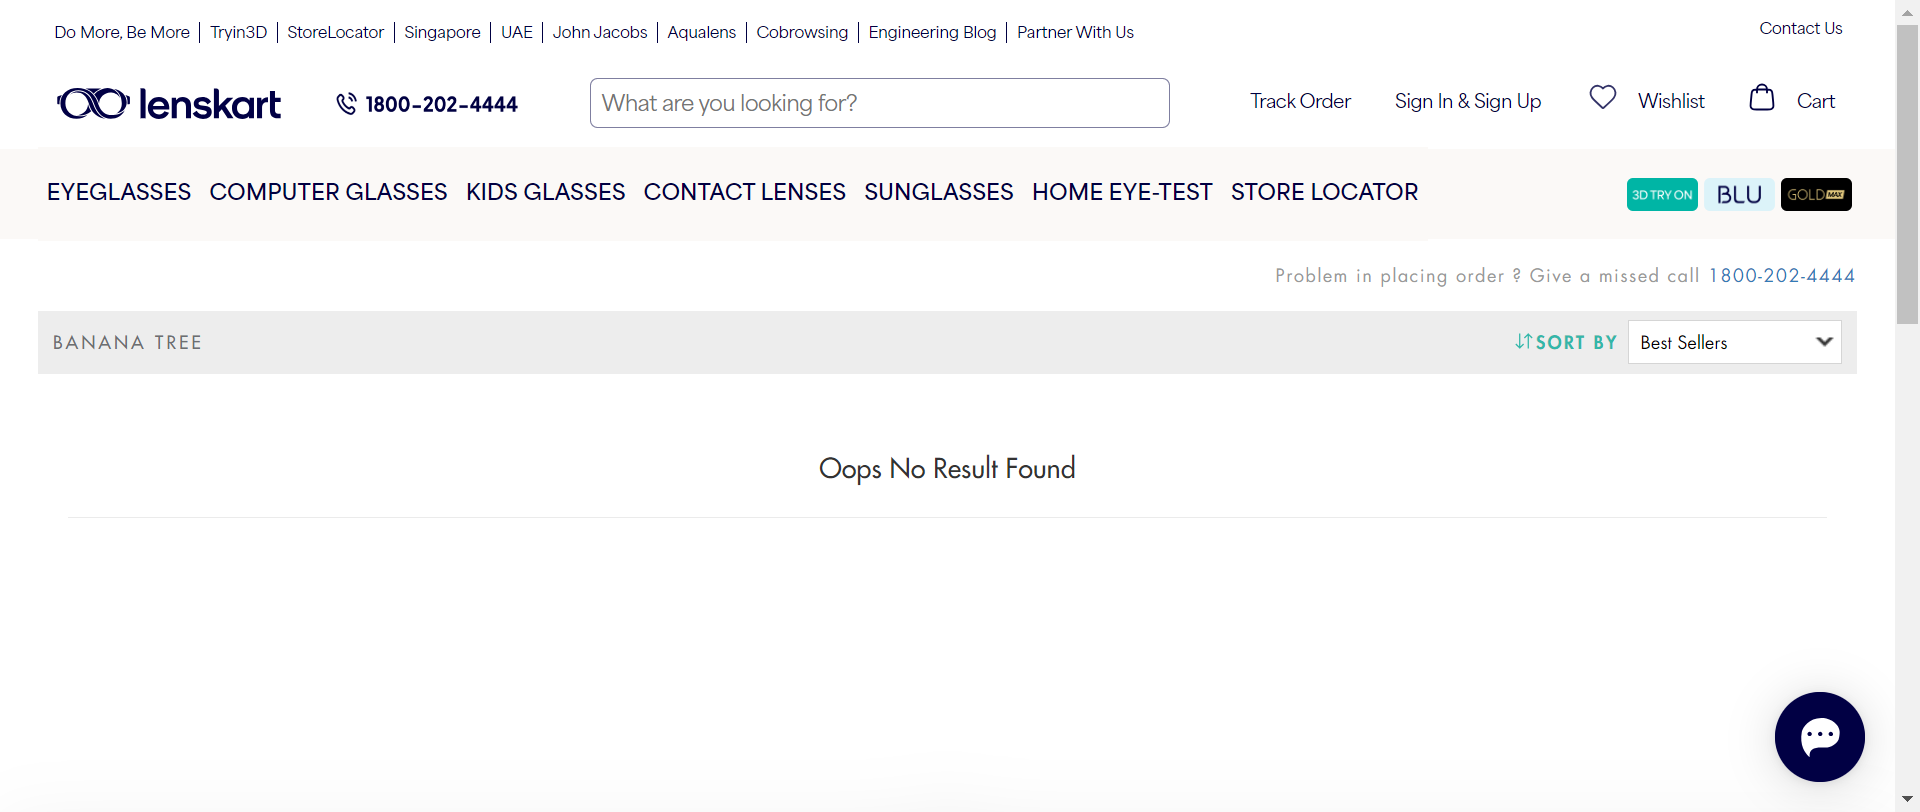 Do More, Be More Tryin3D StoreLocator Singapore UAE John Jacobs Aqualens Cobrowsing Engineering Blog Partner With Us Contact Us
lenskart 1800-202-4444 What are you looking for? Track Order Sign In & Sign Up Wishlist Cart
EYEGLASSES COMPUTER GLASSES KIDS GLASSES CONTACT LENSES SUNGLASSES HOME EYE-TEST STORE LOCATOR 3D TRY ON BLU GOLD MAX
Problem in placing order ? Give a missed call 1800-202-4444
BANANA TREE SORT BY Best Sellers
Oops No Result Found